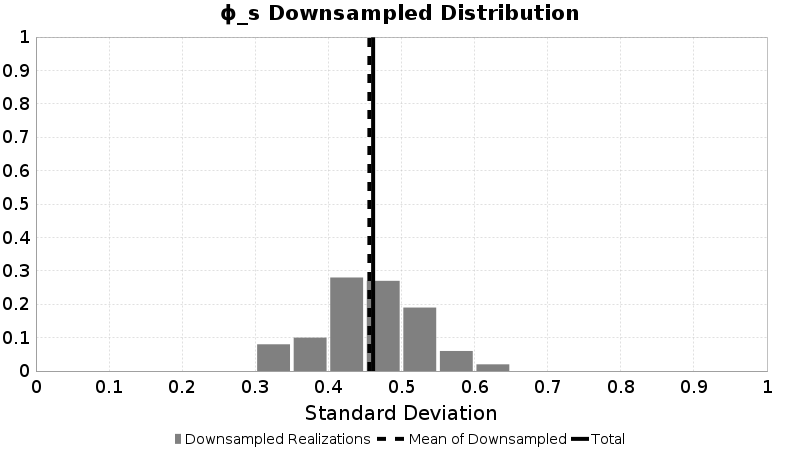 ϕ_s Downsampled Distribution
1
0.9
0.8
0.7
0.6
0.5
0.4
0.3
0.2
0.1
0
0 0.1 0.2 0.3 0.4 0.5 0.6 0.7 0.8 0.9 1
Standard Deviation
Downsampled Realizations Mean of Downsampled Total